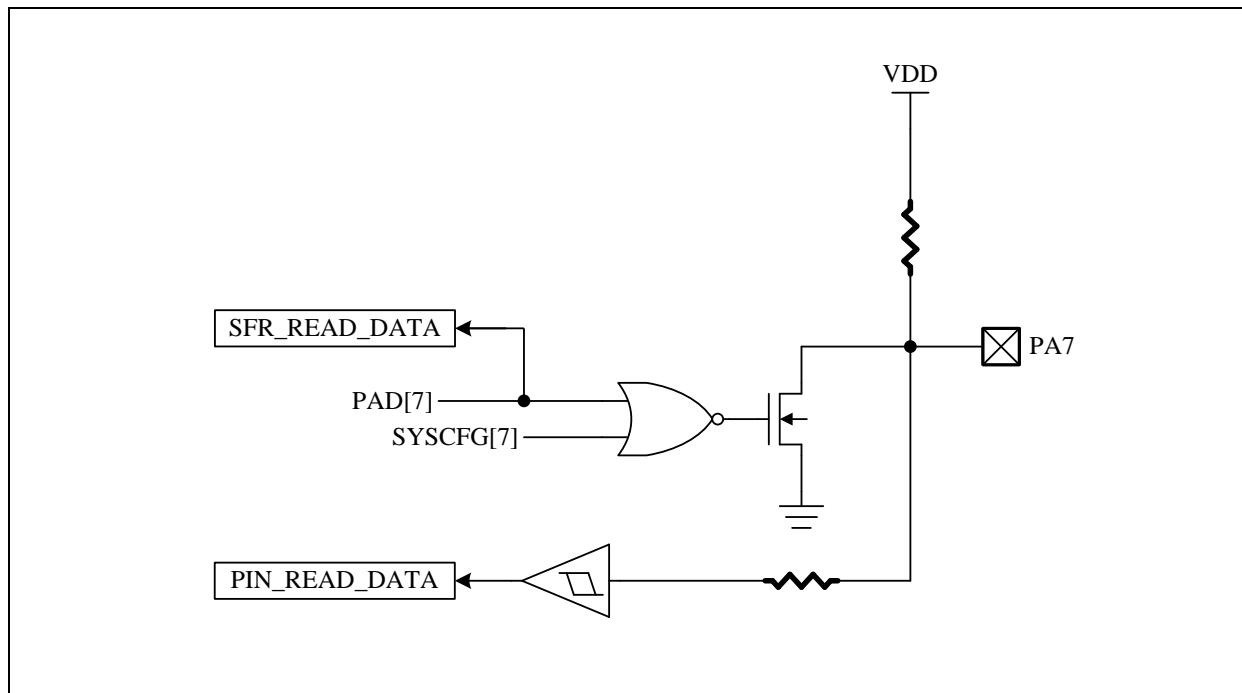 VDD
SFR_READ_DATA
PA7
PAD[7]
SYSCFG[7]
PIN_READ_DATA